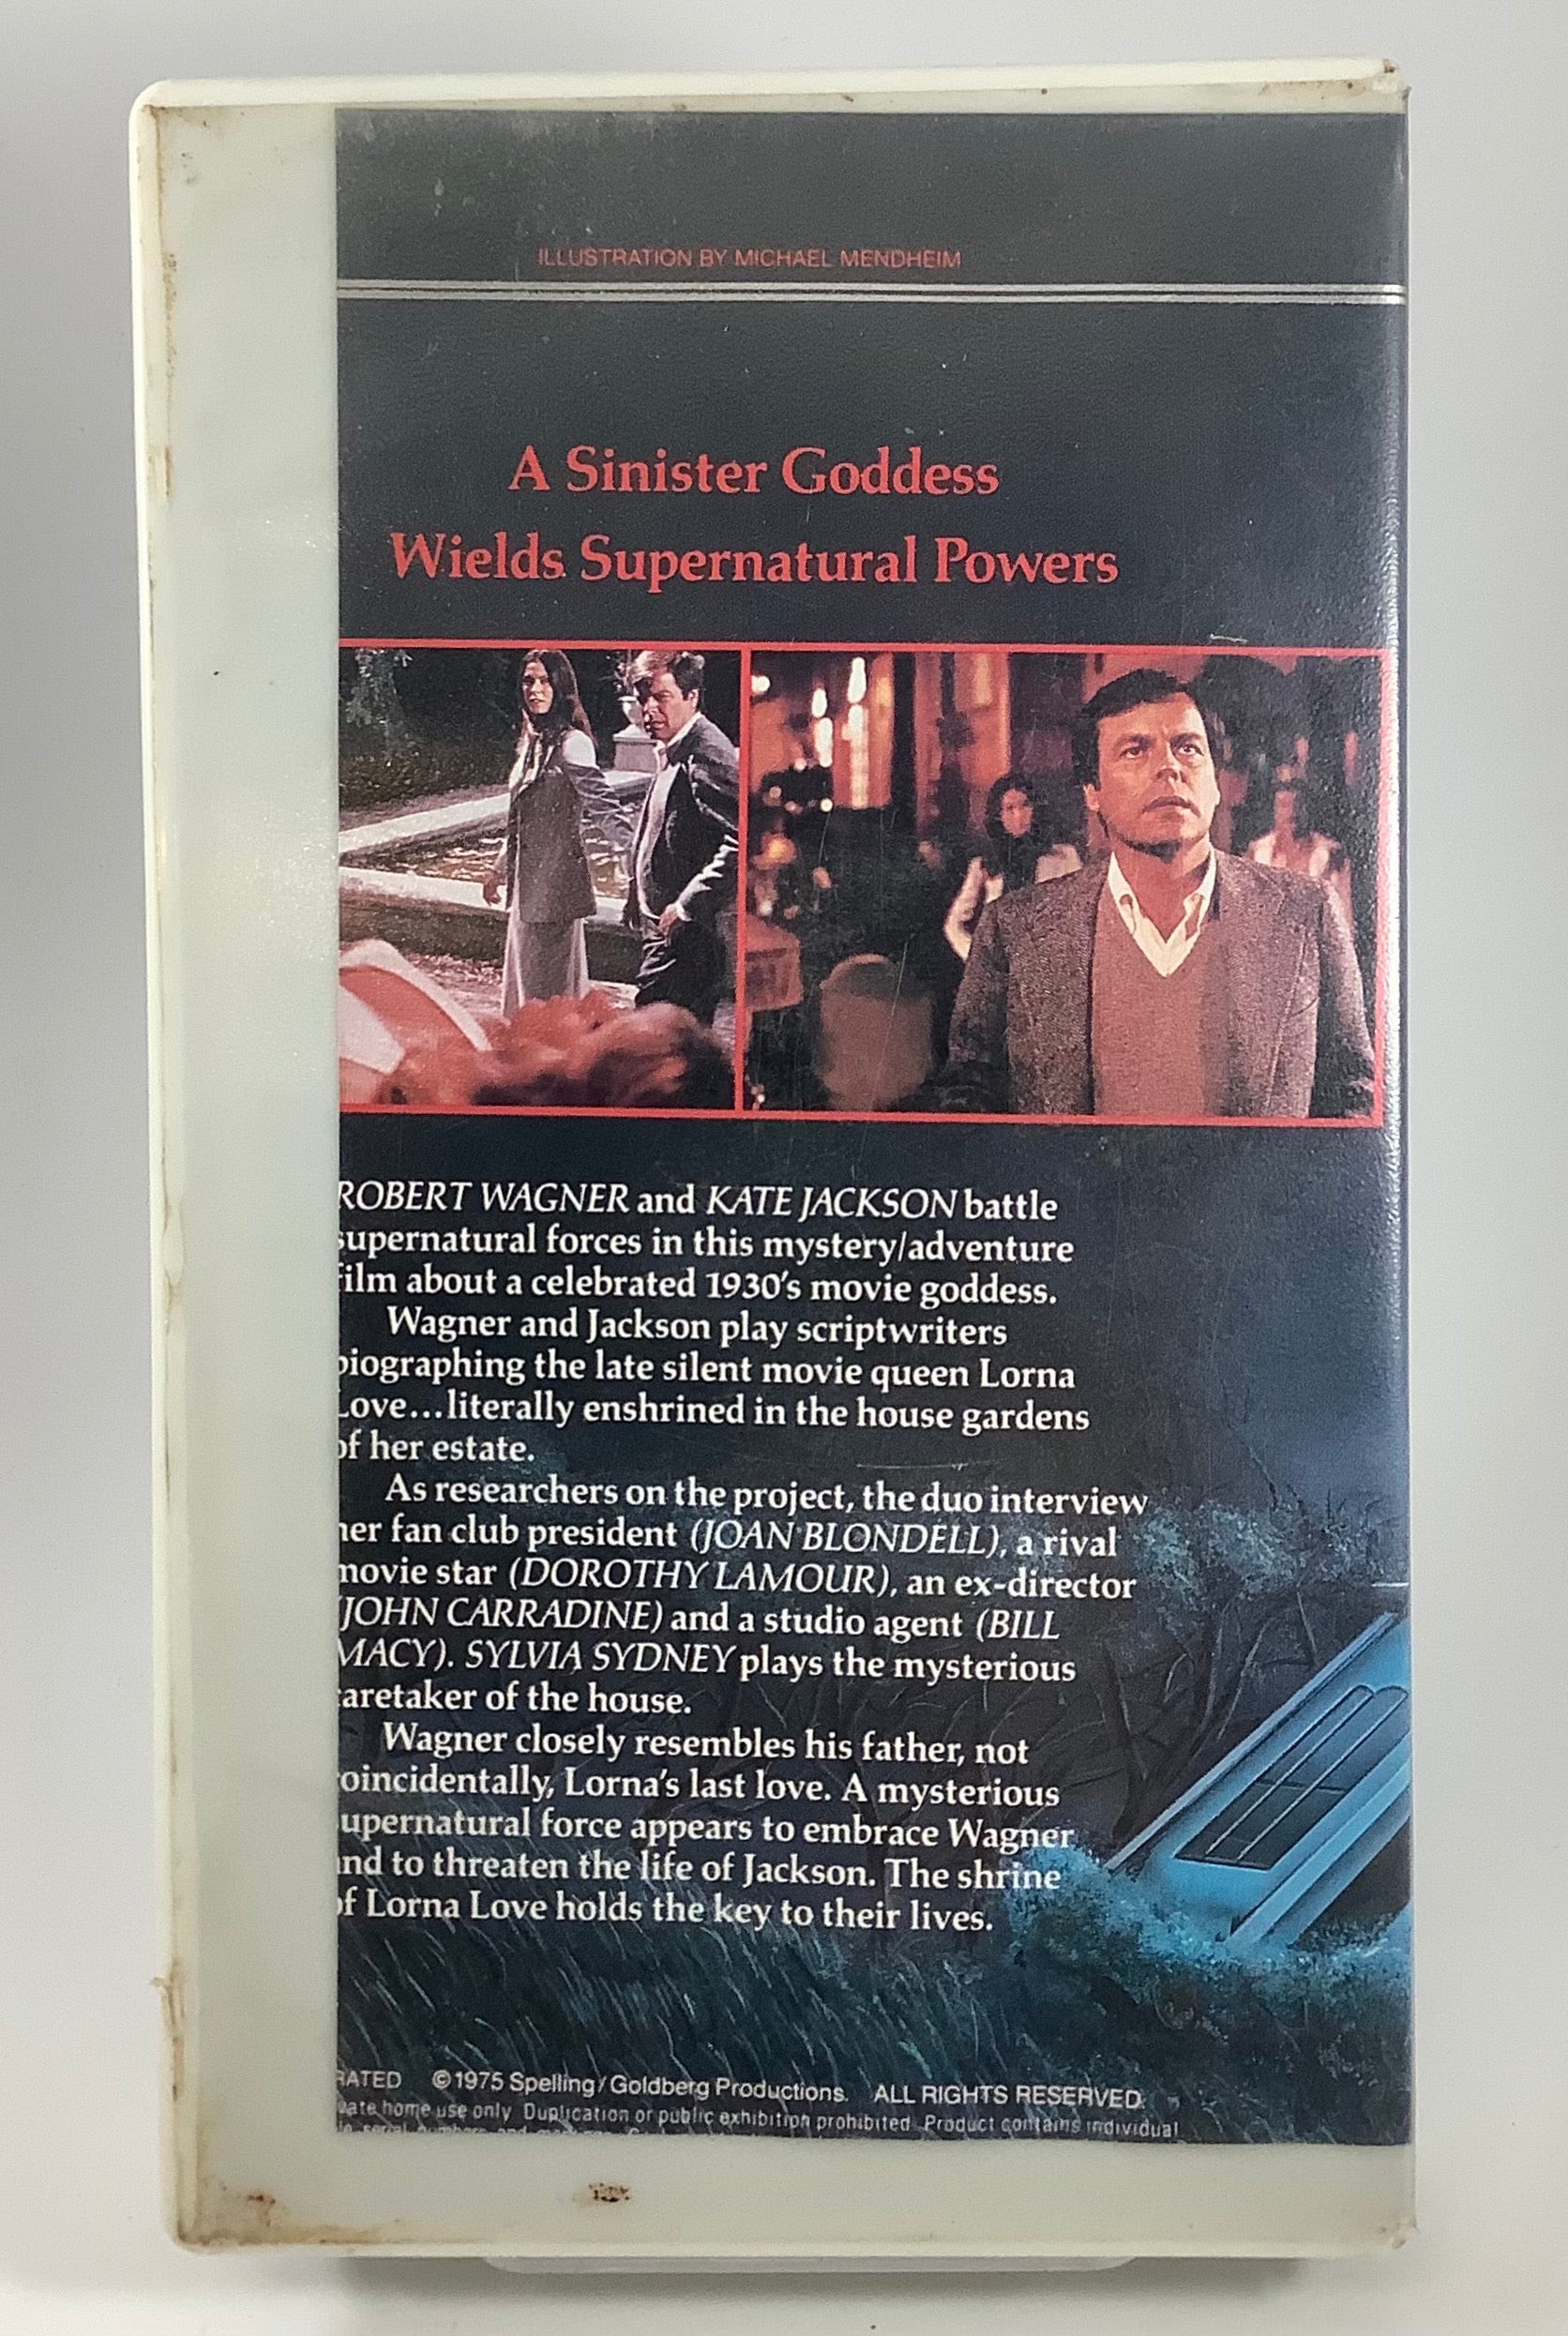 ILLUSTRATION BY MICHAEL MENDHEIM
A Sinister Goddess
Wields Supernatural Powers
ROBERT WAGNER and KATE JACKSON battle
supernatural forces in this mystery/adventure
film about a celebrated 1930's movie goddess.
Wagner and Jackson play scriptwriters
biographing the late silent movie queen Lorna
Love...literally enshrined in the house gardens
of her estate.
As researchers on the project, the duo interview
her fan club president (JOAN BLONDELL), a rival
movie star (DOROTHY LAMOUR), an ex-director
(JOHN CARRADINE) and a studio agent (BILL
MACY). SYLVIA SYDNEY plays the mysterious
aretaker of the house.
Wagner closely resembles his father, not
oincidentally, Lorna's last love. A mysterious
upernatural force appears to embrace Wagner
and to threaten the life of Jackson. The shrine
of Lorna Love holds the key to their lives.
RATED ©1975 Spelling/Goldberg Productions. ALL RIGHTS RESERVED.
vate home use only. Duplication or public exhibition prohibited. Product contains individual
serial numbers and